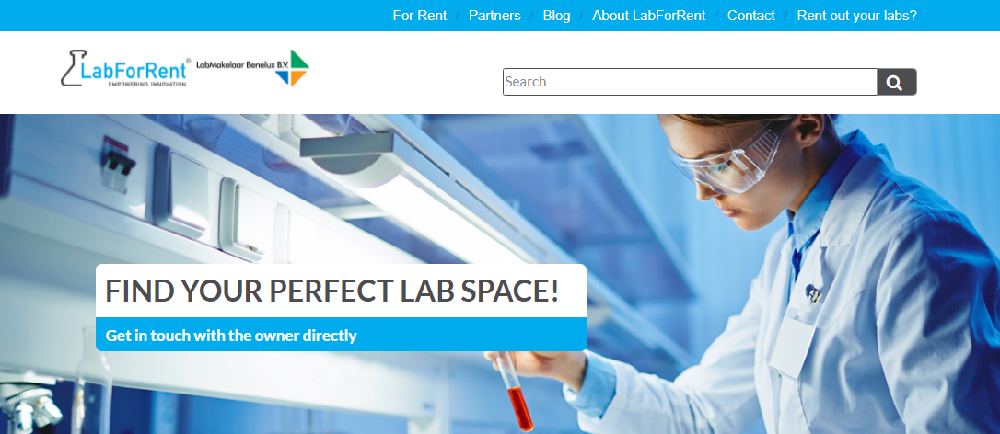 For Rent / Partners / Blog / About LabForRent / Contact / Rent out your labs?
LabForRent® LabMakelaar Benelux B.V.
EMPOWERING INNOVATION
Search
FIND YOUR PERFECT LAB SPACE!
Get in touch with the owner directly